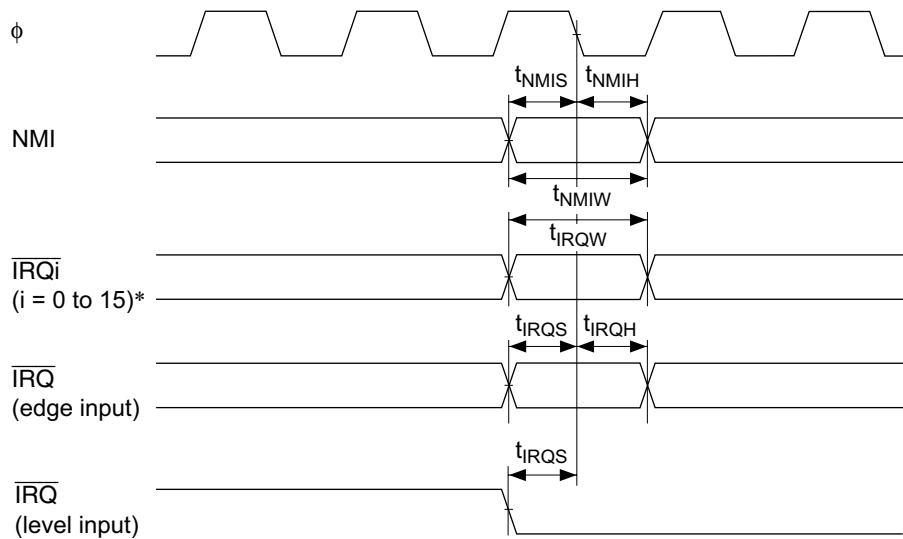 ϕ
tNMIS tNMIH
NMI
tNMIW
tIRQW
IRQi
(i = 0 to 15)*
tIRQS tIRQH
IRQ
(edge input)
tIRQS
IRQ
(level input)